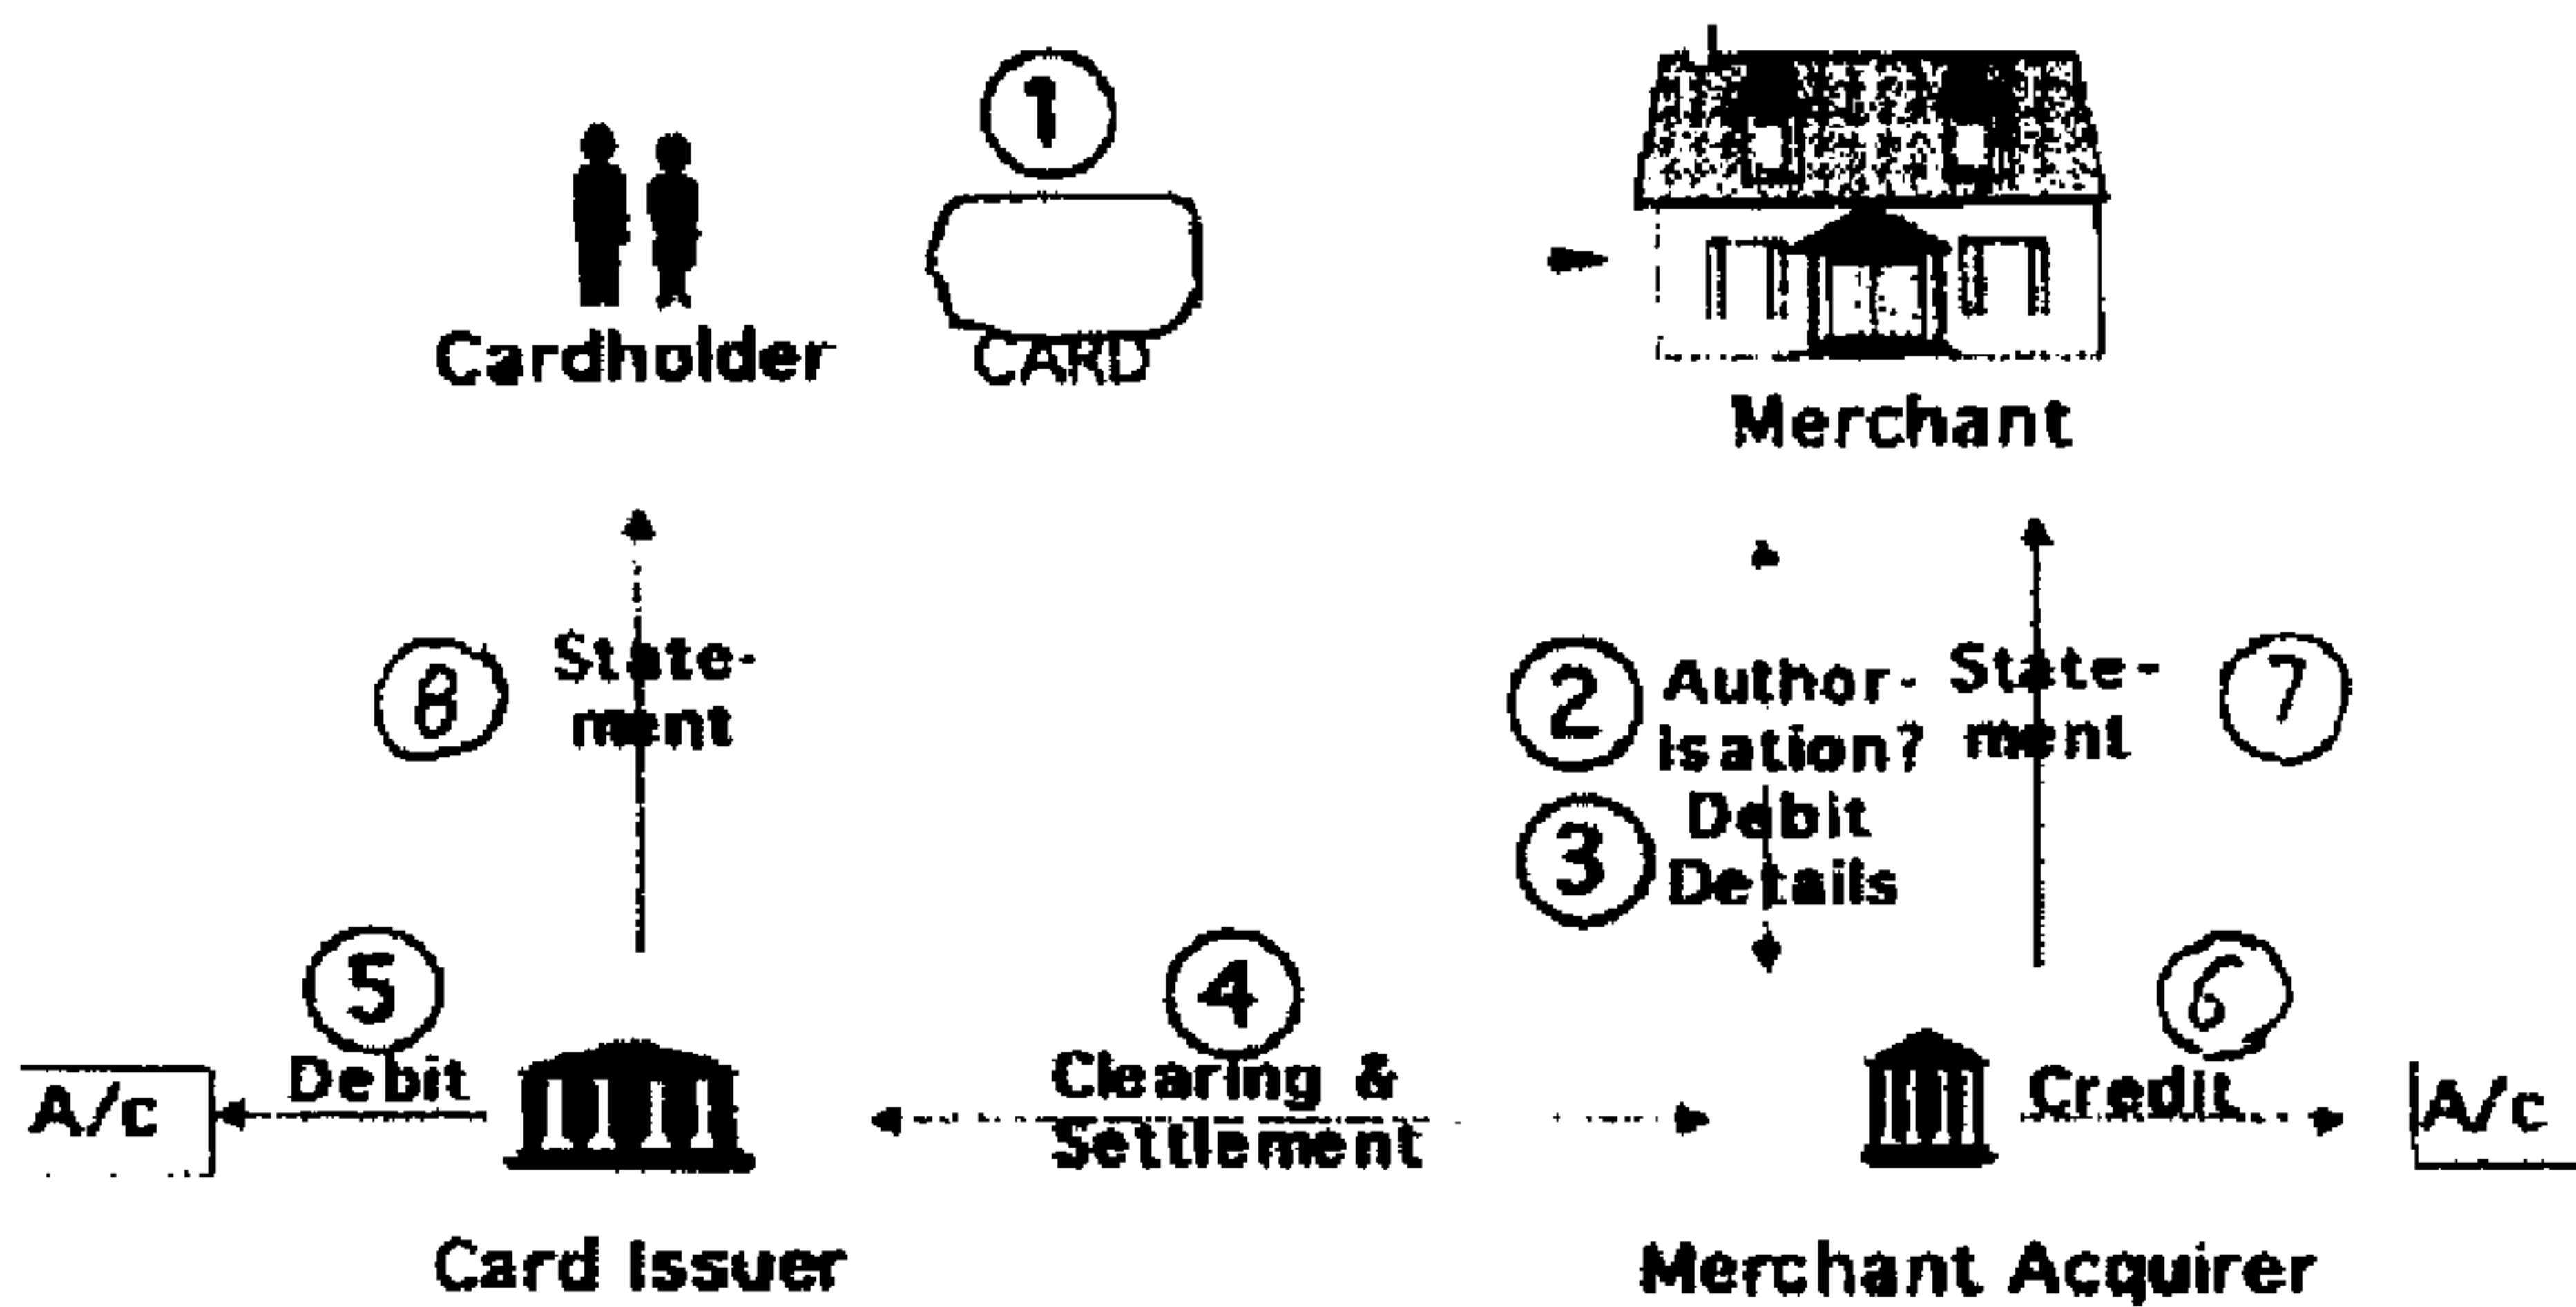 1
Cardholder
CARD
Merchant
8
State-
ment
2
Author-
isation?
3
Debit
Details
State-
ment
7
5
Debit
A/c
4
Clearing &
Settlement
6
Credit
A/c
Card Issuer
Merchant Acquirer